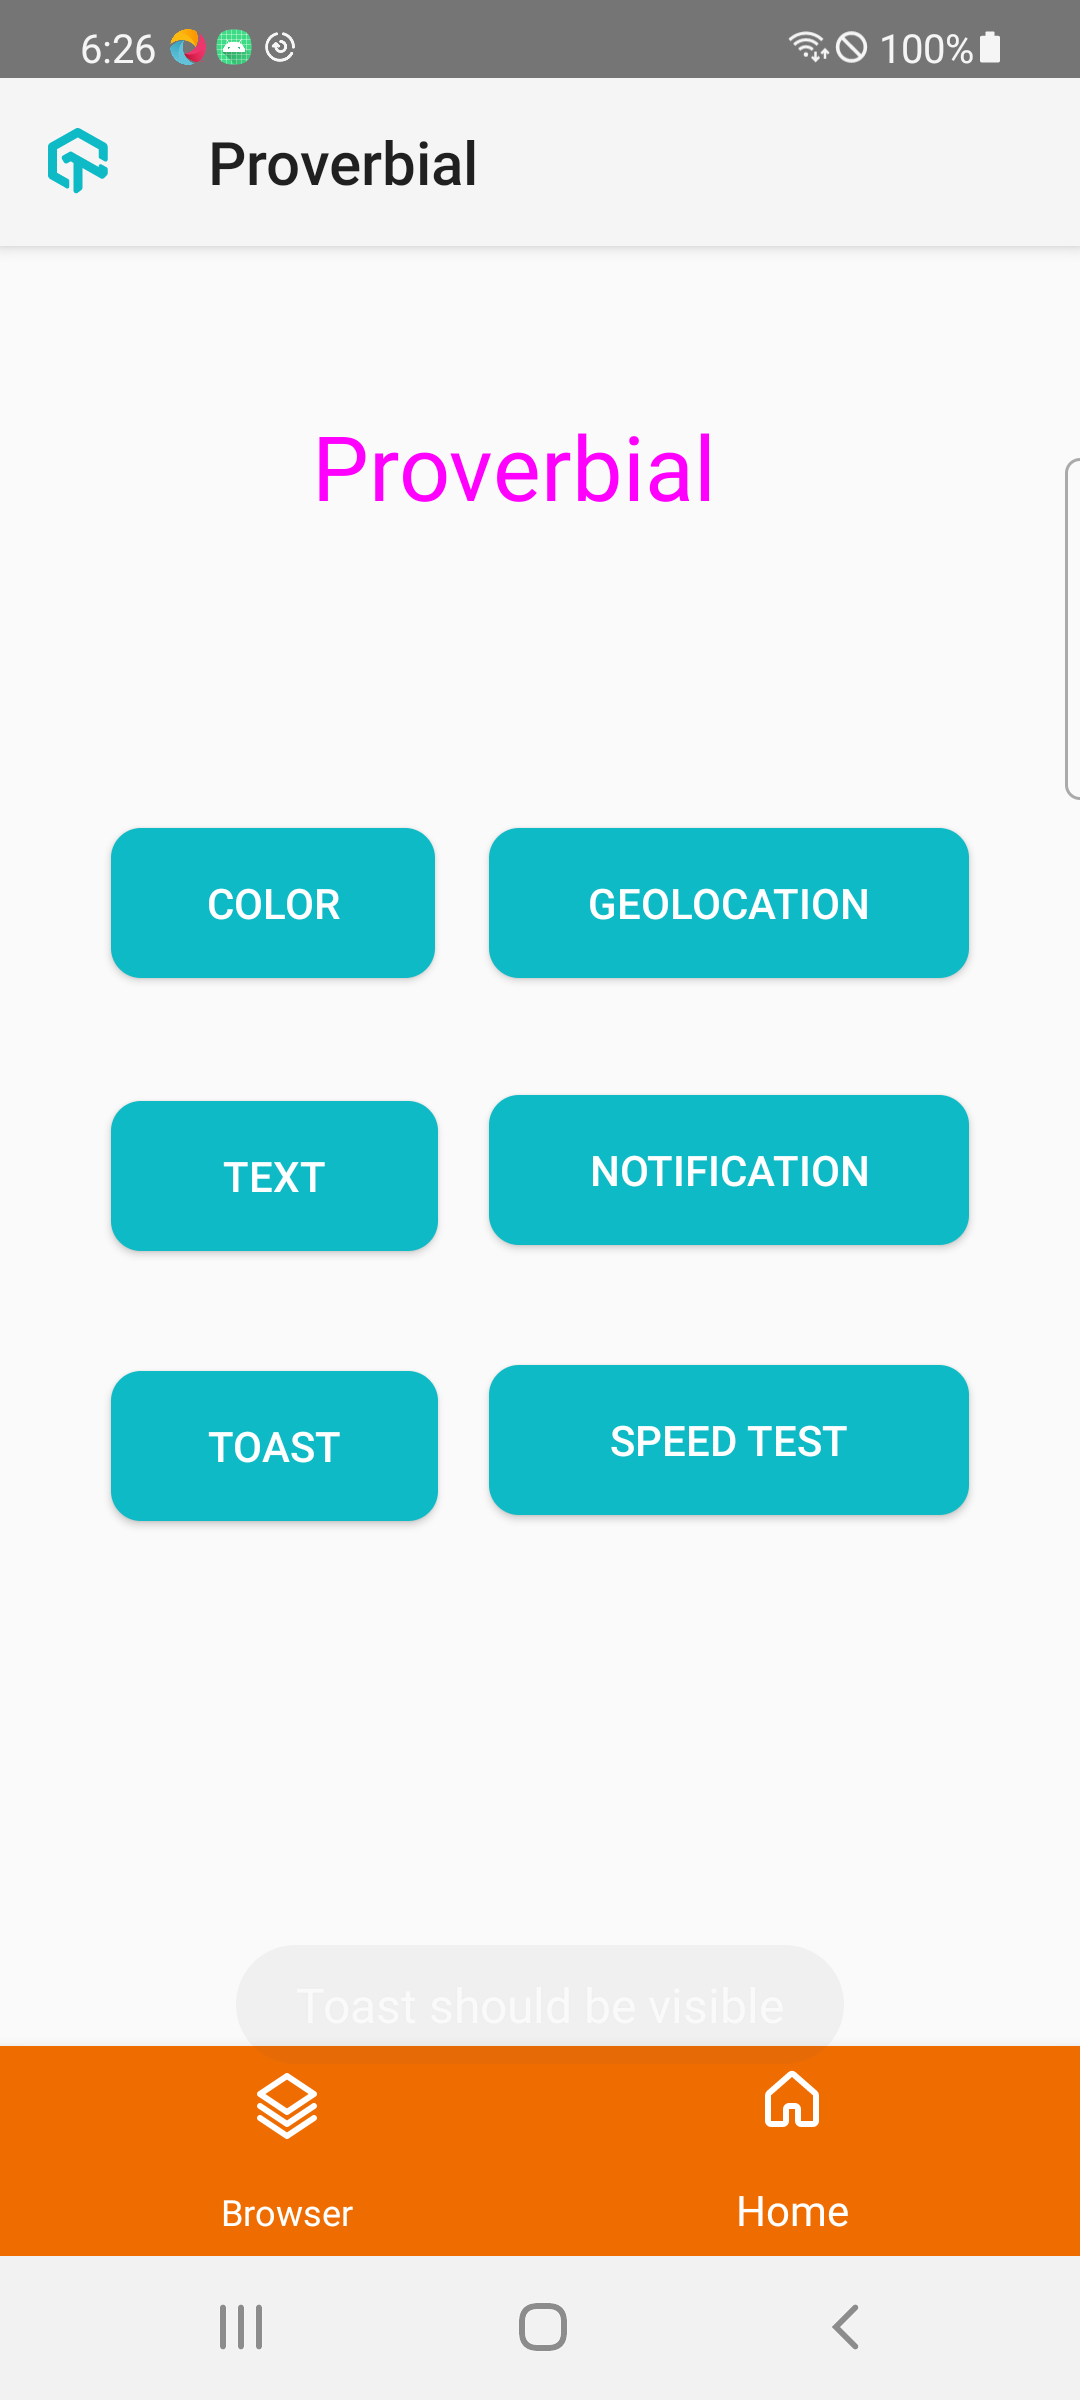 6:26 100%
Proverbial
Proverbial
COLOR GEOLOCATION
TEXT NOTIFICATION
TOAST SPEED TEST
Toast should be visible
Browser Home